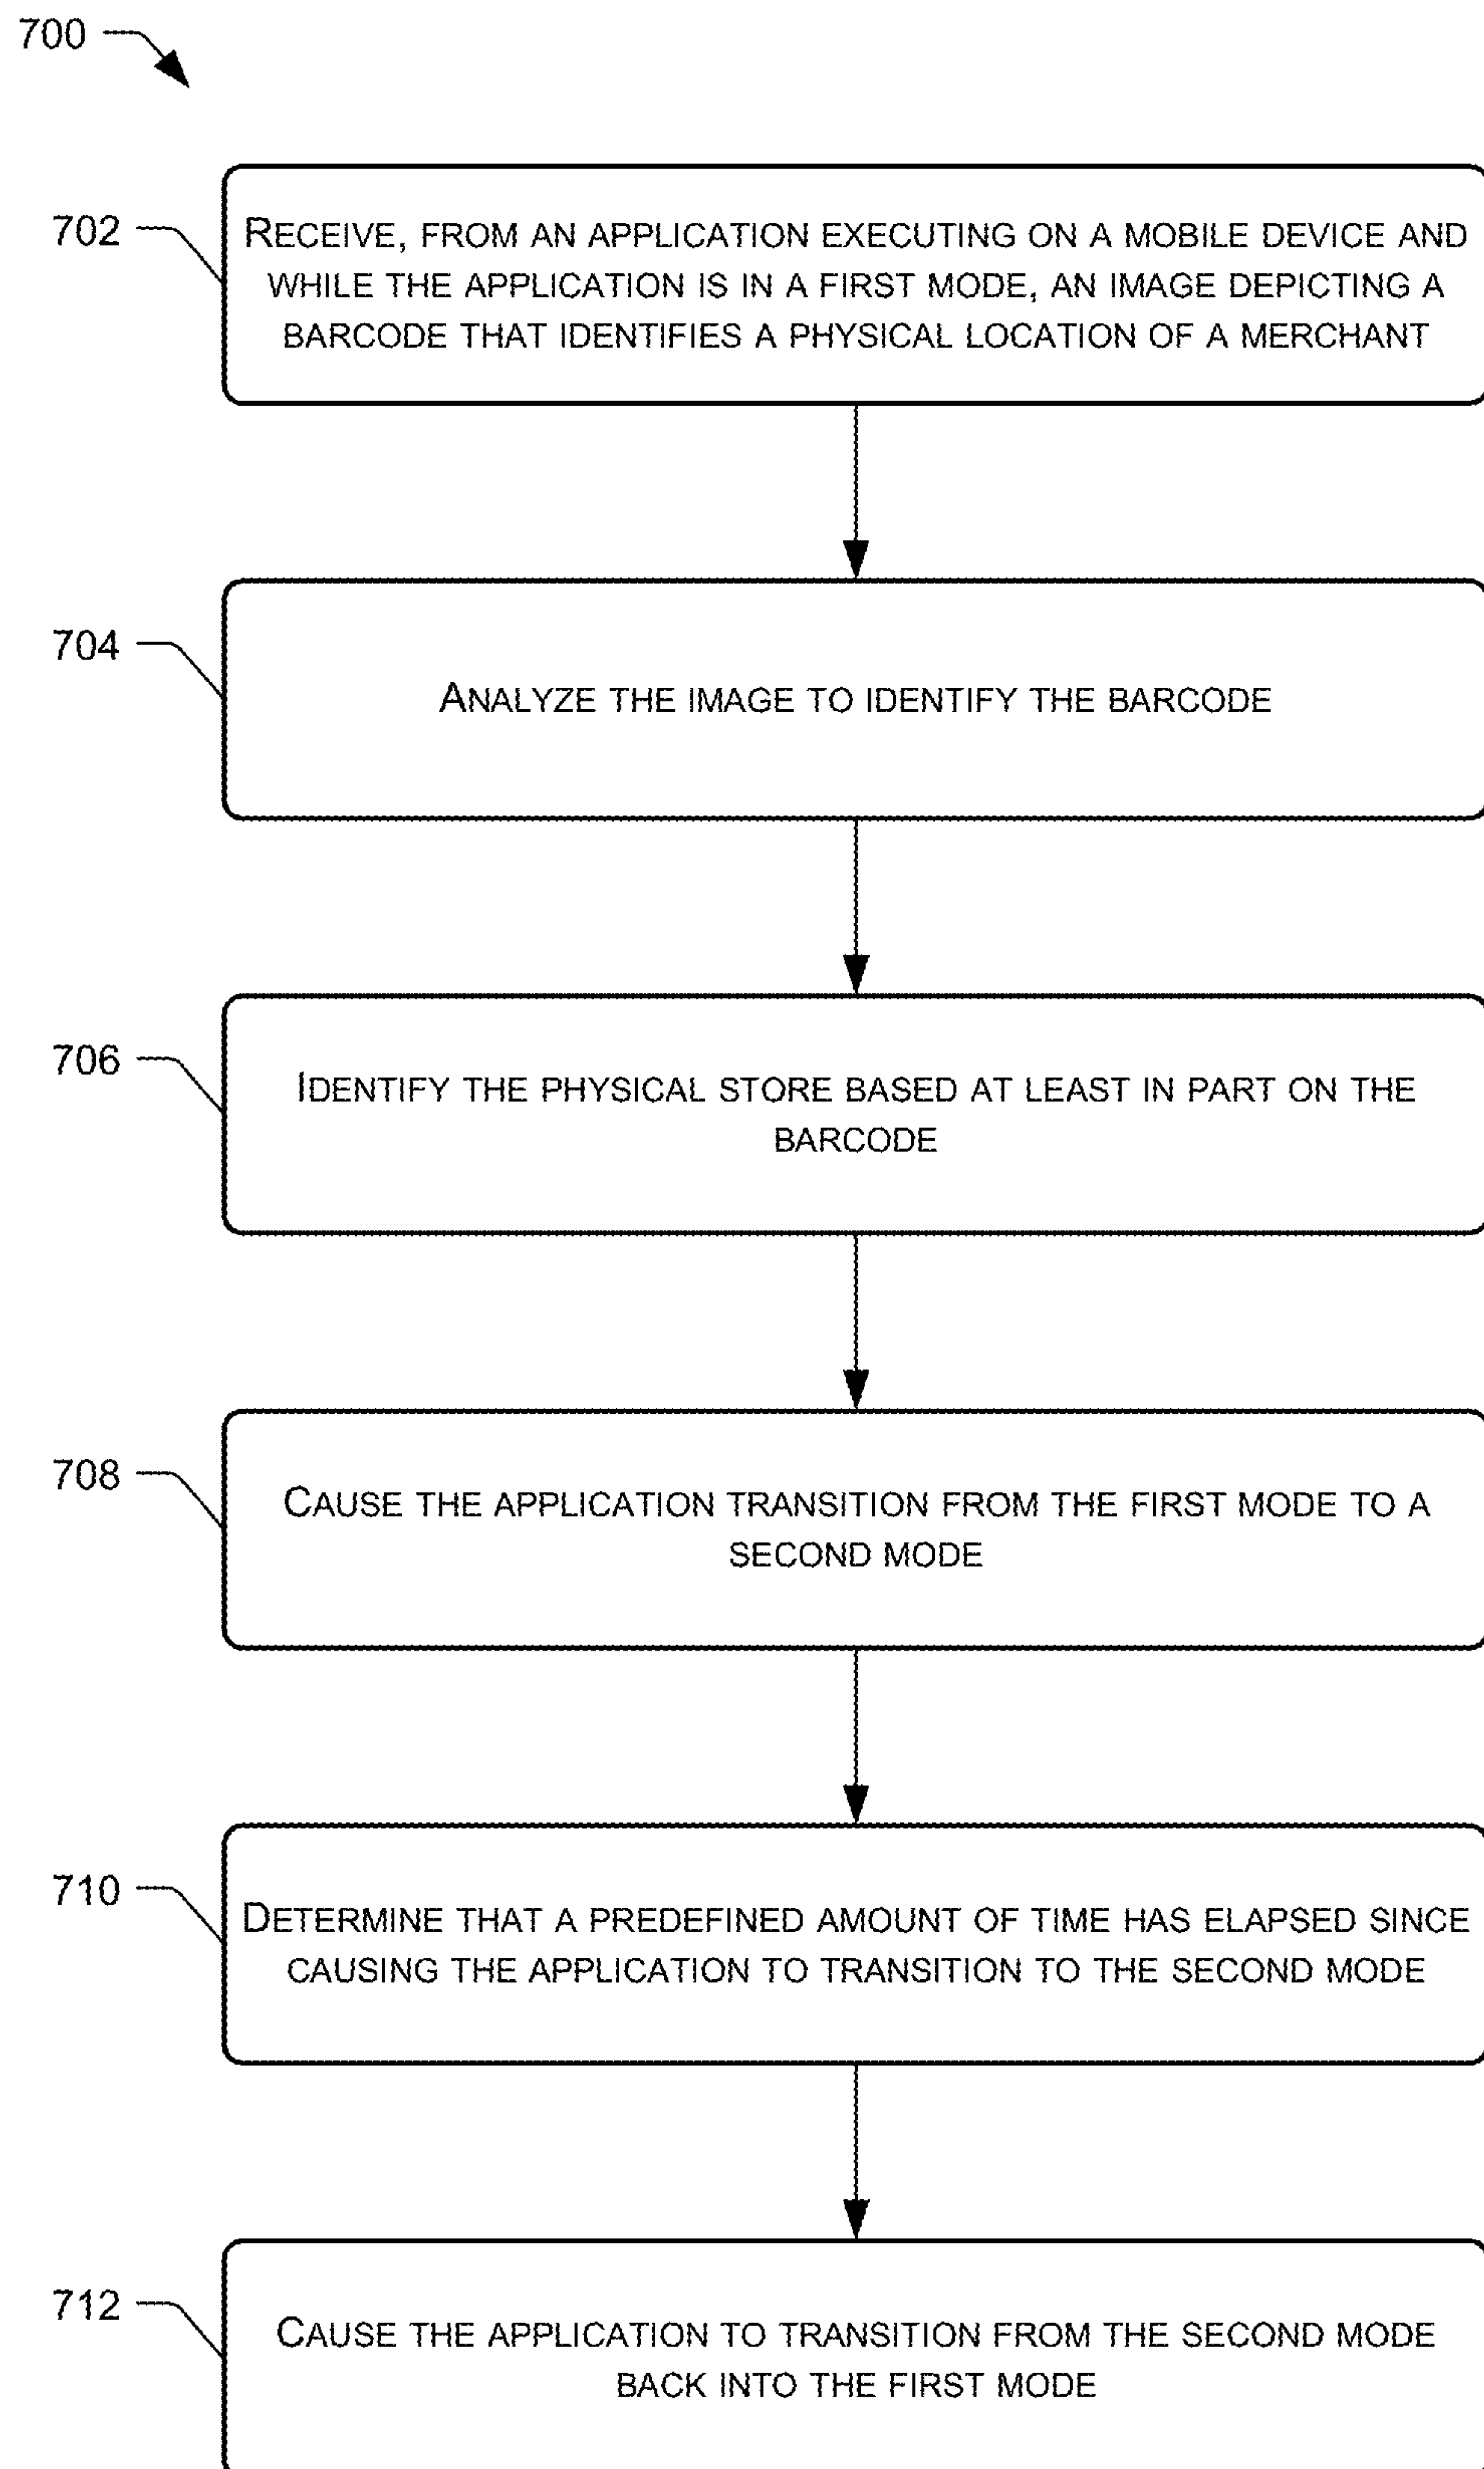 700
702
RECEIVE, FROM AN APPLICATION EXECUTING ON A MOBILE DEVICE AND
WHILE THE APPLICATION IS IN A FIRST MODE, AN IMAGE DEPICTING A
BARCODE THAT IDENTIFIES A PHYSICAL LOCATION OF A MERCHANT
704
ANALYZE THE IMAGE TO IDENTIFY THE BARCODE
706
IDENTIFY THE PHYSICAL STORE BASED AT LEAST IN PART ON THE
BARCODE
708
CAUSE THE APPLICATION TRANSITION FROM THE FIRST MODE TO A
SECOND MODE
710
DETERMINE THAT A PREDEFINED AMOUNT OF TIME HAS ELAPSED SINCE
CAUSING THE APPLICATION TO TRANSITION TO THE SECOND MODE
712
CAUSE THE APPLICATION TO TRANSITION FROM THE SECOND MODE
BACK INTO THE FIRST MODE